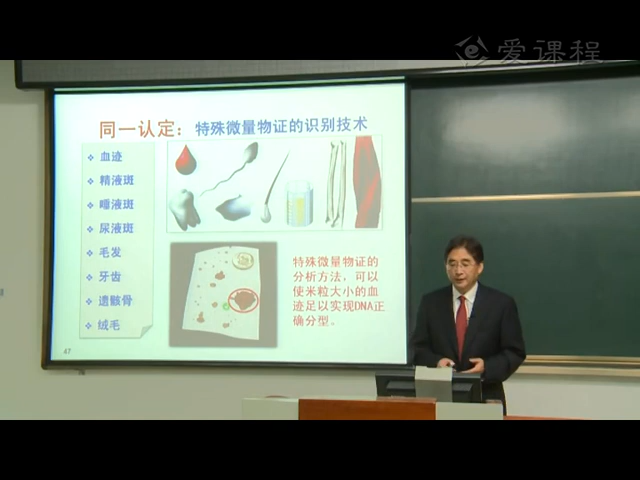 爱课程
同一认定：特殊微量物证的识别技术
❖ 血迹
❖ 精液斑
❖ 唾液斑
❖ 尿液斑
❖ 毛发
❖ 牙齿
❖ 遗骸骨
❖ 绒毛
特殊微量物证的
分析方法，可以
使米粒大小的血
迹足以实现DNA正
确分型.
47